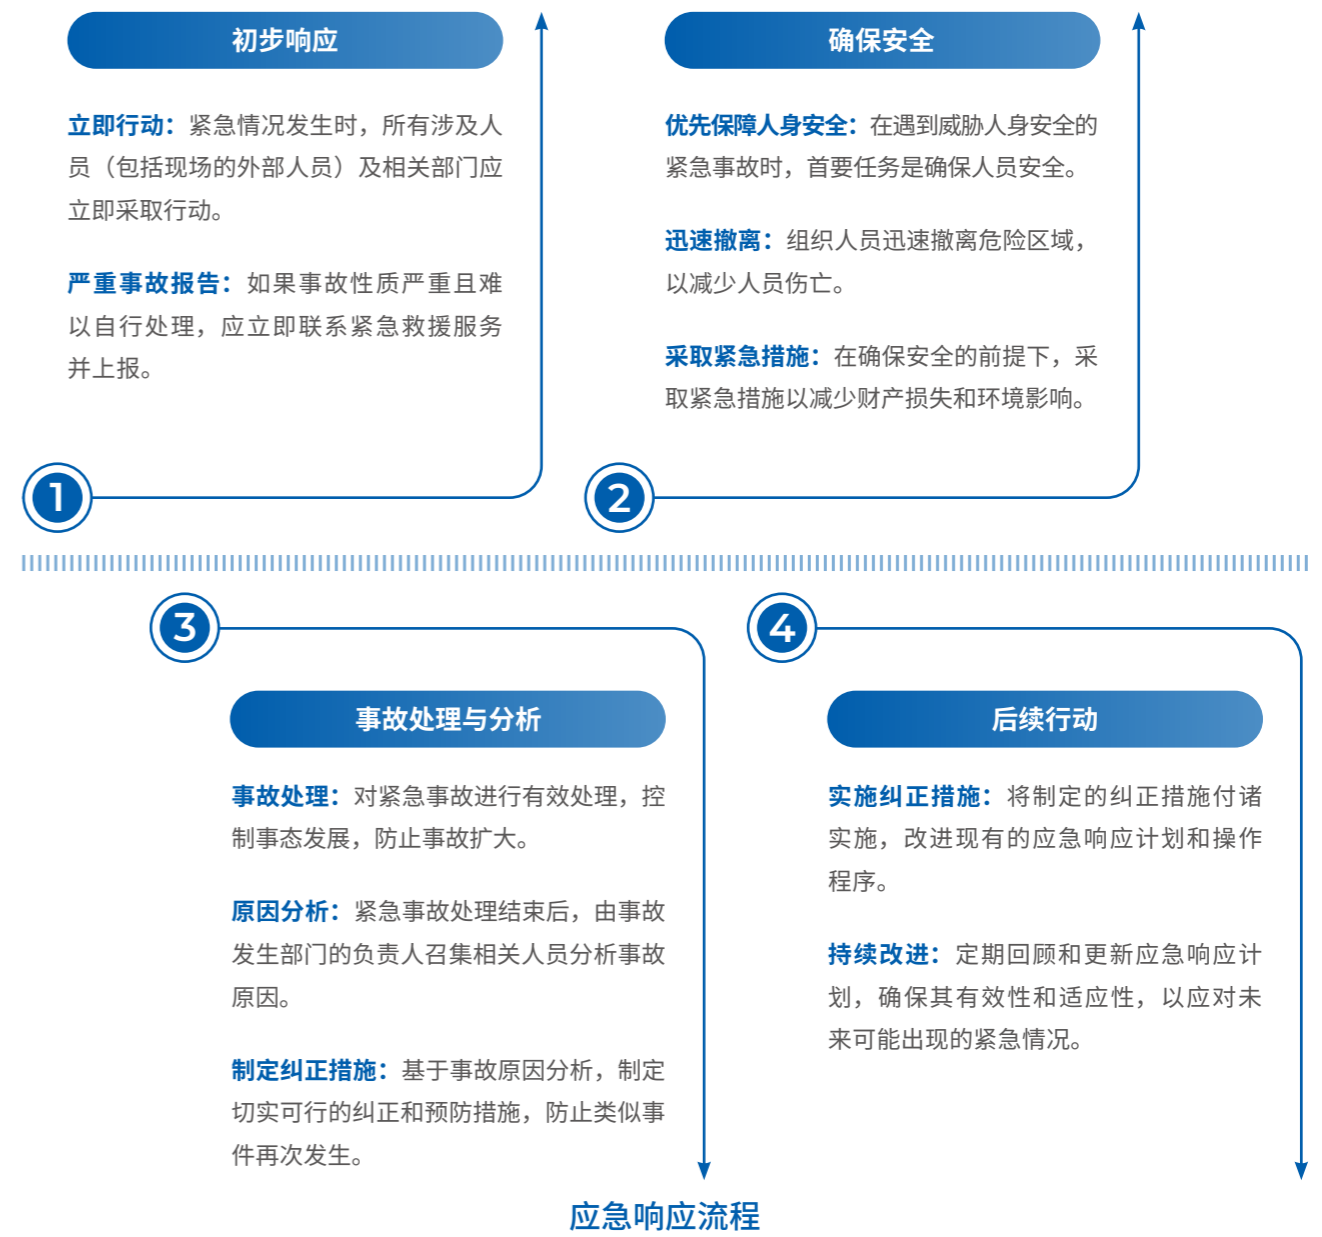 初步响应
立即行动：紧急情况发生时，所有涉及人
员（包括现场的外部人员）及相关部门应
立即采取行动。
严重事故报告：如果事故性质严重且难
以自行处理，应立即联系紧急救援服务
并上报。
1
确保安全
优先保障人身安全：在遇到威胁人身安全的
紧急事故时，首要任务是确保人员安全。
迅速撤离：组织人员迅速撤离危险区域，
以减少人员伤亡。
采取紧急措施：在确保安全的前提下，采
取紧急措施以减少财产损失和环境影响。
2
3
事故处理与分析
事故处理：对紧急事故进行有效处理，控
制事态发展，防止事故扩大。
原因分析：紧急事故处理结束后，由事故
发生部门的负责人召集相关人员分析事故
原因。
制定纠正措施：基于事故原因分析，制定
切实可行的纠正和预防措施，防止类似事
件再次发生。
4
后续行动
实施纠正措施：将制定的纠正措施付诸
实施，改进现有的应急响应计划和操作
程序。
持续改进：定期回顾和更新应急响应计
划，确保其有效性和适应性，以应对未
来可能出现的紧急情况。
应急响应流程